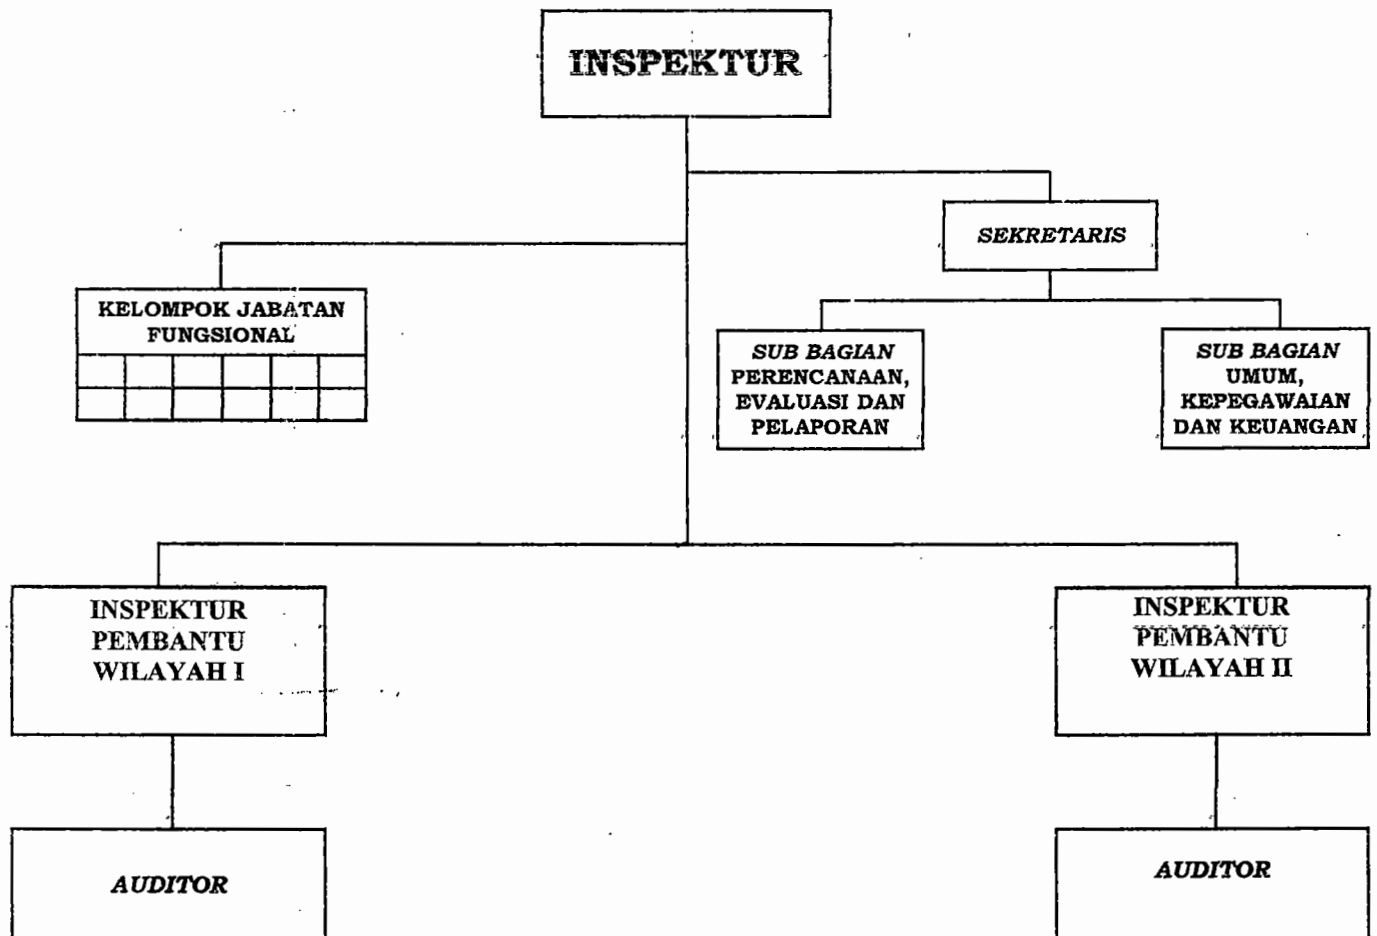 INSPEKTUR
SEKRETARIS
KELOMPOK JABATAN
FUNGSIONAL
SUB BAGIAN
PERENCANAAN,
EVALUASI DAN
PELAPORAN
SUB BAGIAN
UMUM,
KEPEGAWAIAN
DAN KEUANGAN
INSPEKTUR
PEMBANTU
WILAYAH I
INSPEKTUR
PEMBANTU
WILAYAH II
AUDITOR
AUDITOR